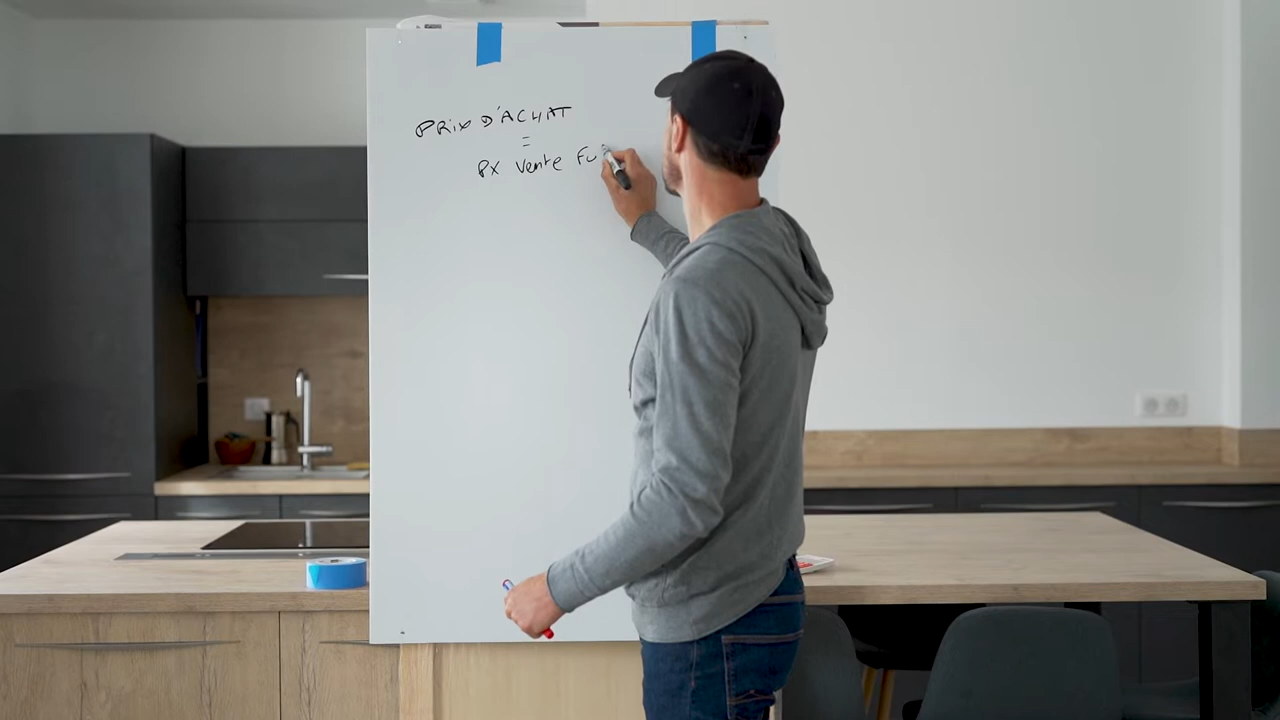 PRix D'ACHAT
=
PX Vente Fu